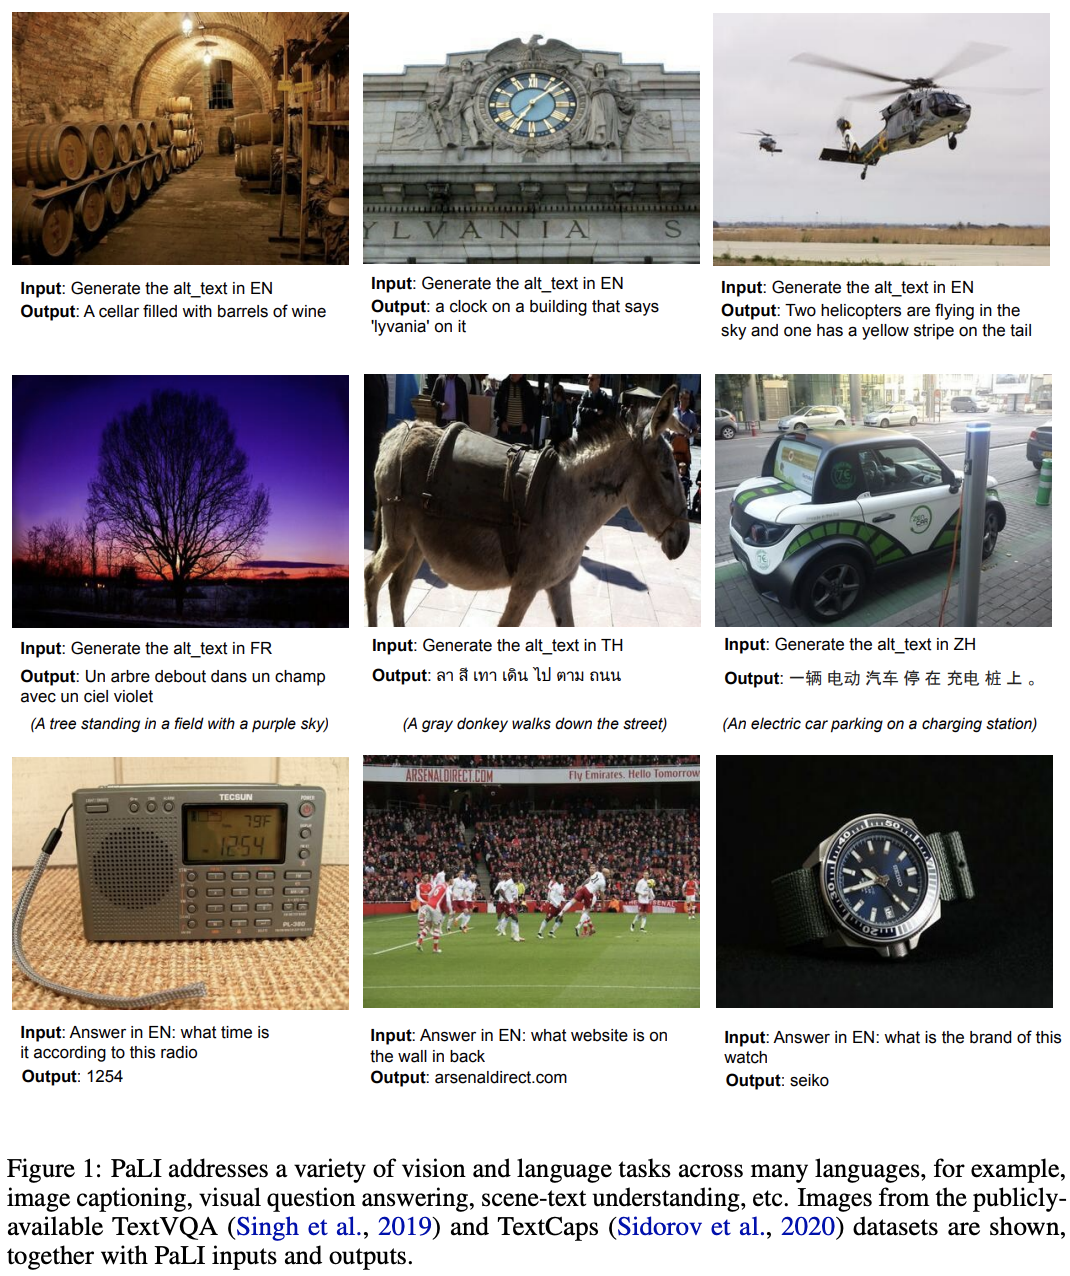 YLVANIA S
Input: Generate the alt_text in EN
Output: A cellar filled with barrels of wine
Input: Generate the alt_text in EN
Output: a clock on a building that says
'lyvania' on it
Input: Generate the alt_text in EN
Output: Two helicopters are flying in the
sky and one has a yellow stripe on the tail
Input: Generate the alt_text in FR
Output: Un arbre debout dans un champ
avec un ciel violet
(A tree standing in a field with a purple sky)
Input: Generate the alt_text in TH
Output: ลา สี เทา เดิน ไป ตาม ถนน
(A gray donkey walks down the street)
Input: Generate the alt_text in ZH
Output: 一辆 电动 汽车 停 在 充电 桩 上 。
(An electric car parking on a charging station)
TECSUN
POWER
79F
12:54
PL-380
ARSENALDIRECT.COM
Fly Emirates. Hello Tomorrow
50
40
30
20
SEIKO
Input: Answer in EN: what time is
it according to this radio
Output: 1254
Input: Answer in EN: what website is on
the wall in back
Output: arsenaldirect.com
Input: Answer in EN: what is the brand of this
watch
Output: seiko
Figure 1: PaLI addresses a variety of vision and language tasks across many languages, for example,
image captioning, visual question answering, scene-text understanding, etc. Images from the publicly-
available TextVQA (Singh et al., 2019) and TextCaps (Sidorov et al., 2020) datasets are shown,
together with PaLI inputs and outputs.